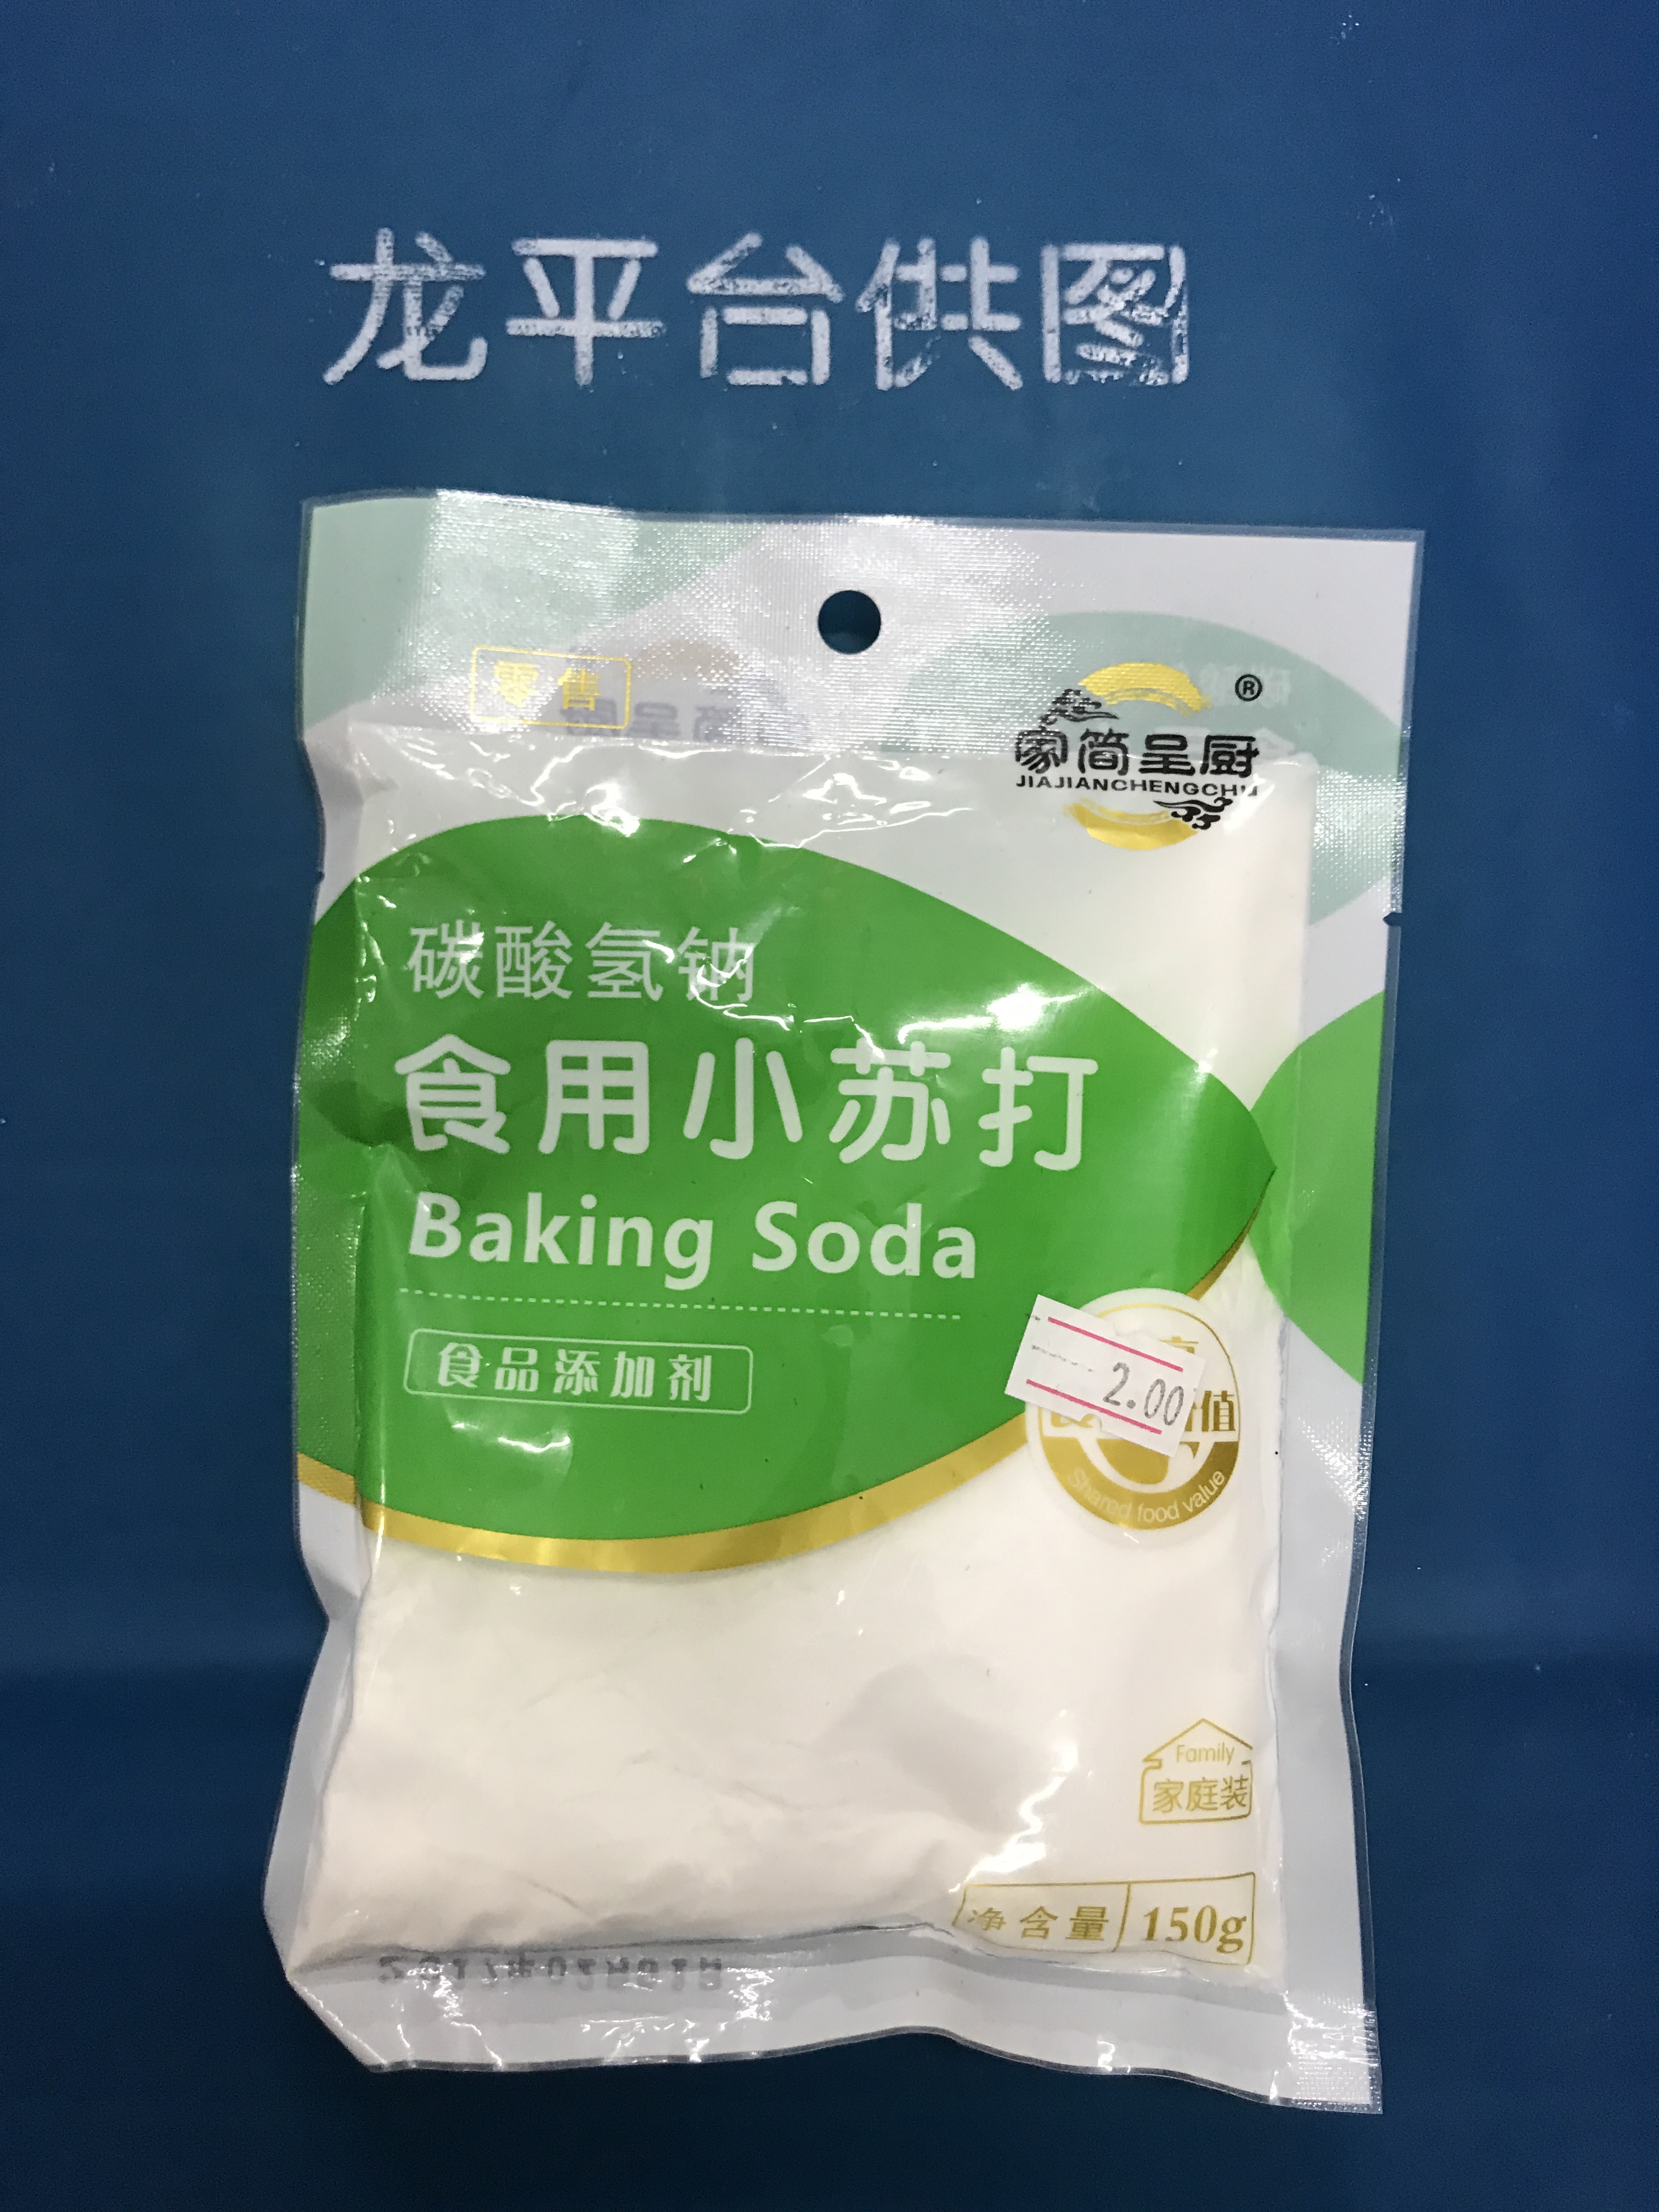 龙平台供图
零售
®
家简呈厨
JIAJIANCHENGCHU
碳酸氢钠
食用小苏打
Baking Soda
食品添加剂
2.00
值
Shared food value
Family
家庭装
净含量 150g